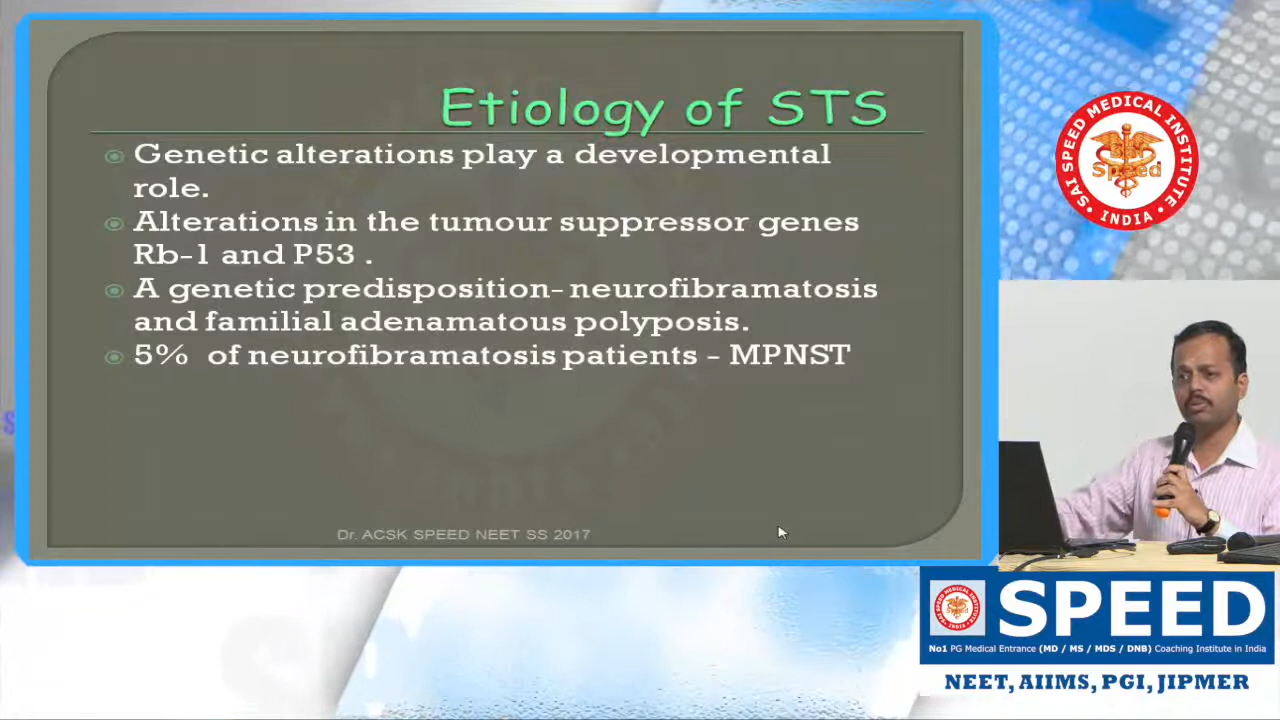 Etiology of STS
Genetic alterations play a developmental
role.
Alterations in the tumour suppressor genes
Rb-1 and P53 .
A genetic predisposition- neurofibramatosis
and familial adenamatous polyposis.
5% of neurofibramatosis patients - MPNST
Dr. ACSK SPEED NEET SS 2017
SAI SPEED MEDICAL INSTITUTE
Speed
INDIA
SPEED
No1 PG Medical Entrance (MD / MS / MDS / DNB) Coaching Institute in India
NEET, AIIMS, PGI, JIPMER